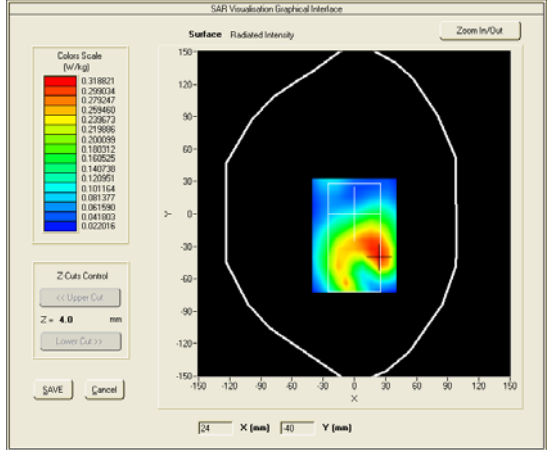 SAR Visualisation Graphical Interface
Surface Radiated Intensity
Zoom In/Out
Colors Scale
(W/kg)
0.318821
0.299034
0.279247
0.259460
0.239673
0.219886
0.200099
0.180312
0.160525
0.140738
0.120951
0.101164
0.081377
0.061590
0.041803
0.022016
Z Cuts Control
<< Upper Cut
Z = 4.0 mm
Lower Cut >>
SAVE
Cancel
150-
120-
90-
60-
30-
0-
-30-
-60-
-90-
-120-
-150-
Y
-150 -120 -90 -60 -30 0 30 60 90 120 150
X
24 X (mm) -40 Y (mm)